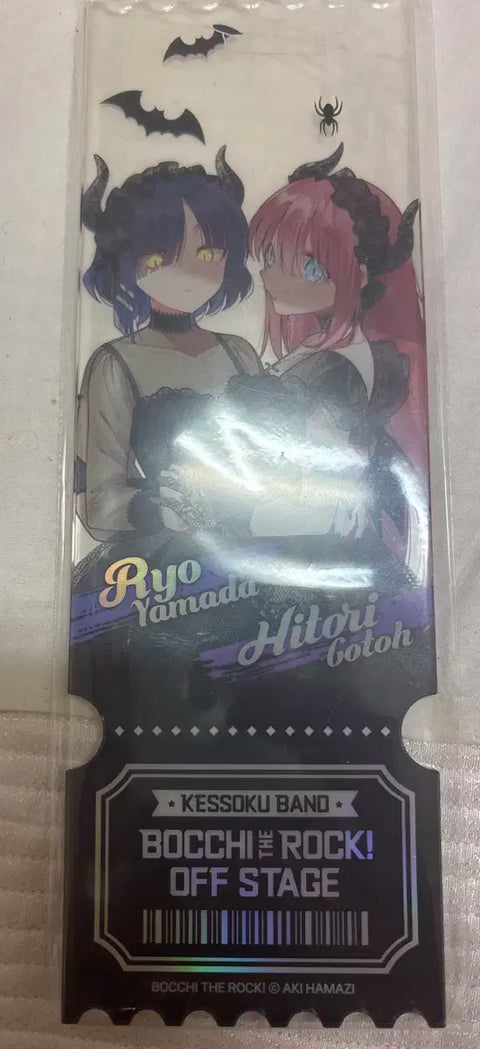 Ryo
Yamada
Hitori
Gotoh
KESSOKU BAND
BOCCHI THE ROCK!
OFF STAGE
BOCCHI THE ROCK! © AKI HAMAZI